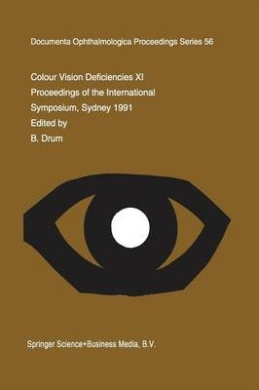 Documenta Ophthalmologica Proceedings Series 56
Colour Vision Deficiencies XI
Proceedings of the International
Symposium, Sydney 1991
Edited by
B. Drum
Springer Science+Business Media, B.V.